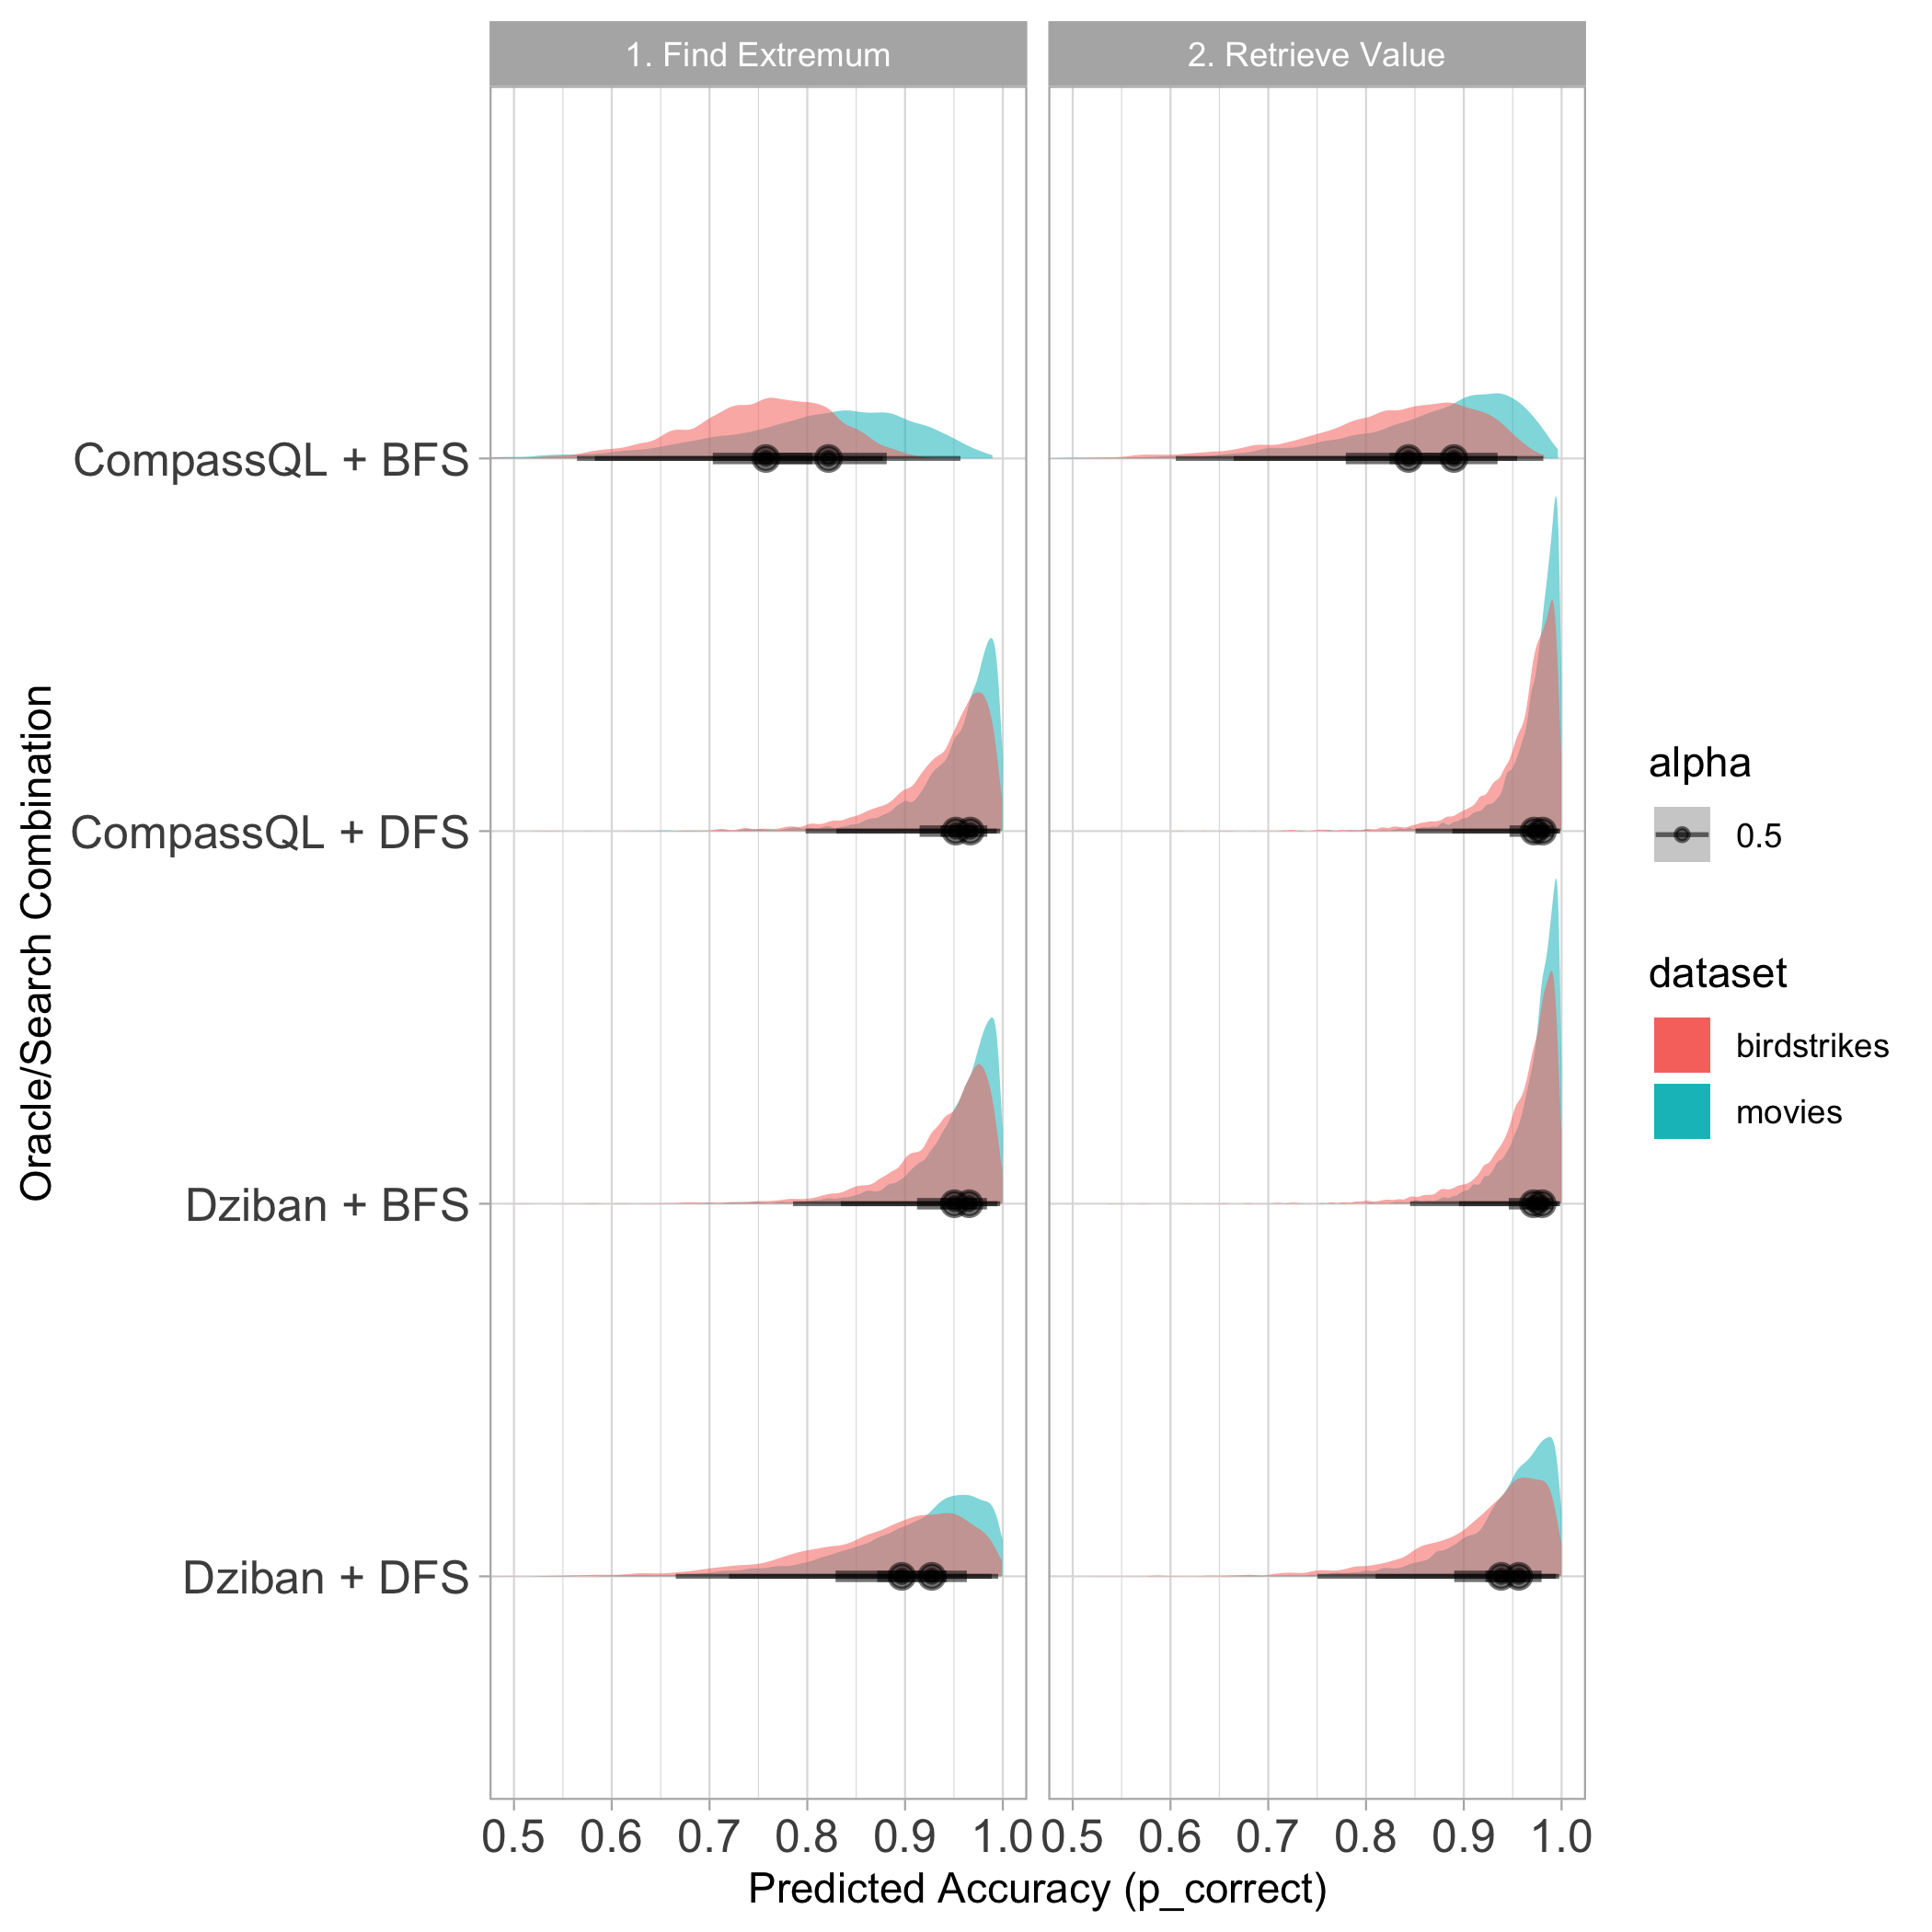 1. Find Extremum
2. Retrieve Value
Oracle/Search Combination
CompassQL + BFS
CompassQL + DFS
Dziban + BFS
Dziban + DFS
0.5 0.6 0.7 0.8 0.9 1.0
0.5 0.6 0.7 0.8 0.9 1.0
Predicted Accuracy (p_correct)
alpha
0.5
dataset
birdstrikes
movies